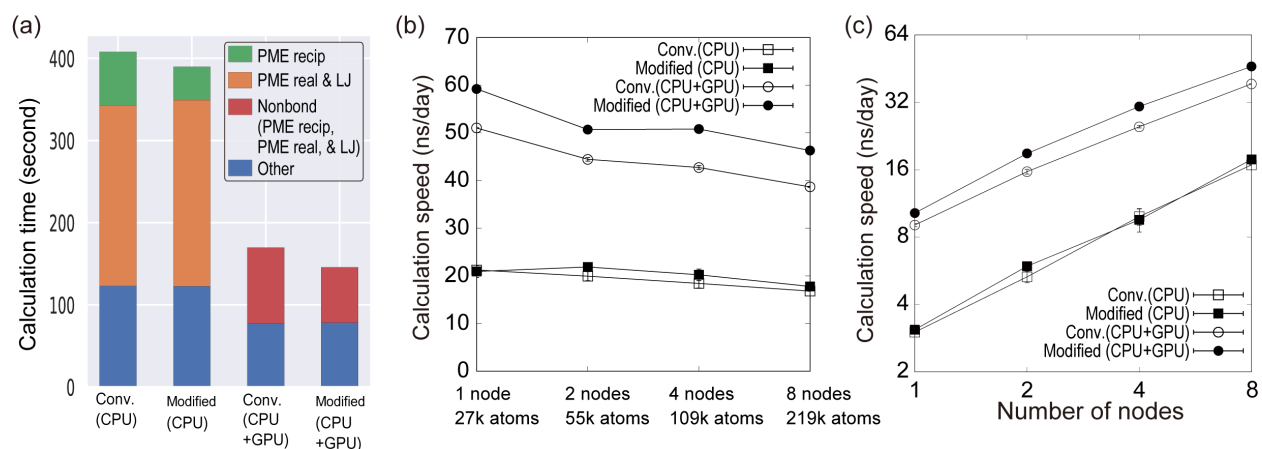 (a)
Calculation time (second)
400
300
200
100
0
PME recip
PME real & LJ
Nonbond
(PME recip,
PME real, & LJ)
Other
Conv.
(CPU)
Modified
(CPU)
Conv.
(CPU
+GPU)
Modified
(CPU
+GPU)
(b)
Calculation speed (ns/day)
70
60
50
40
30
20
10
0
Conv.(CPU)
Modified (CPU)
Conv.(CPU+GPU)
Modified (CPU+GPU)
1 node
27k atoms
2 nodes
55k atoms
4 nodes
109k atoms
8 nodes
219k atoms
(c)
Calculation speed (ns/day)
64
32
16
8
4
2
Conv.(CPU)
Modified (CPU)
Conv.(CPU+GPU)
Modified (CPU+GPU)
1
2
4
8
Number of nodes